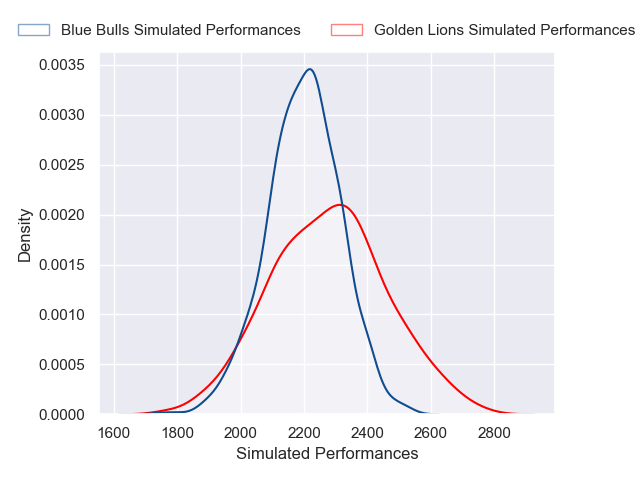 Blue Bulls Simulated Performances Golden Lions Simulated Performances
0.0035
0.0030
0.0025
0.0020
0.0015
0.0010
0.0005
0.0000
Density
1600 1800 2000 2200 2400 2600 2800
Simulated Performances